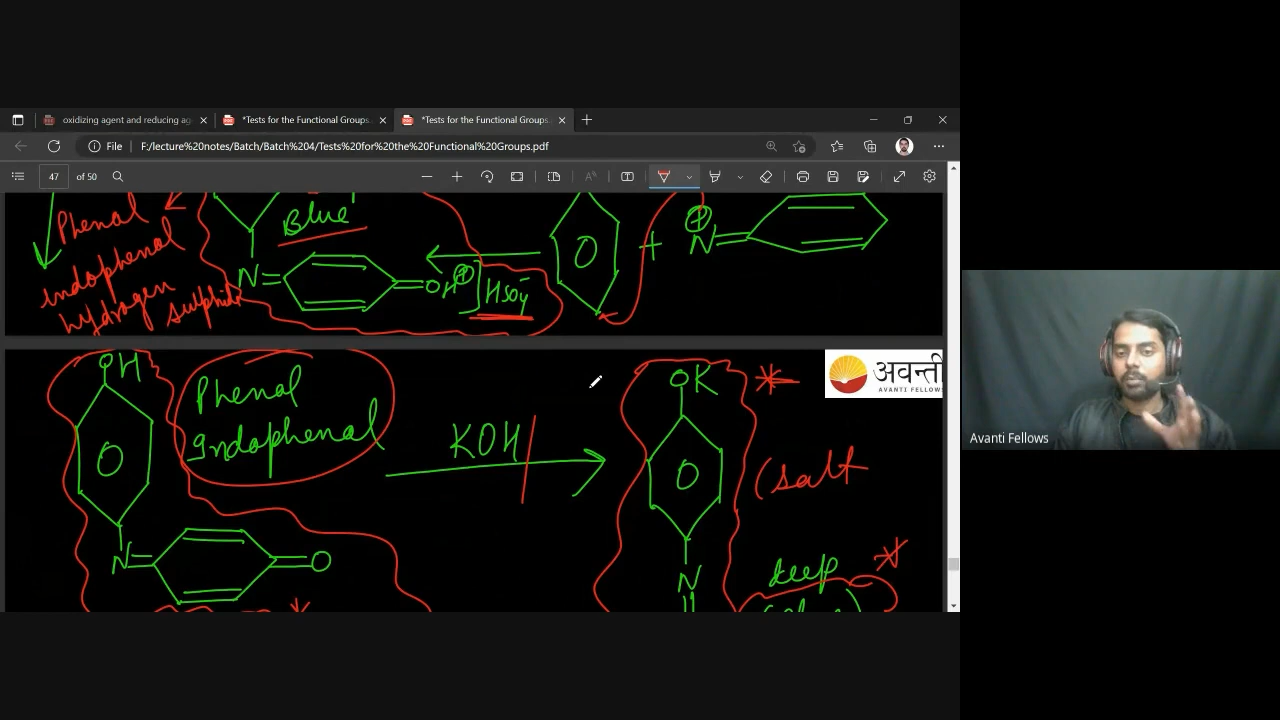 oxidizing agent and reducing ag
*Tests for the Functional Groups.
*Tests for the Functional Groups.
File
F:/lecture%20notes/Batch/Batch%204/Tests%20for%20the%20Functional%20Groups.pdf
47 of 50
Phenol
indophenol
hydrogen
sulphide
Blue
N
OH
HSO4
O
+
N
OH
Phenol
Indophenol
O
N
O
KOH
OK
O
N
(salt
deep
अवन्ती
AVANTI FELLOWS
Avanti Fellows